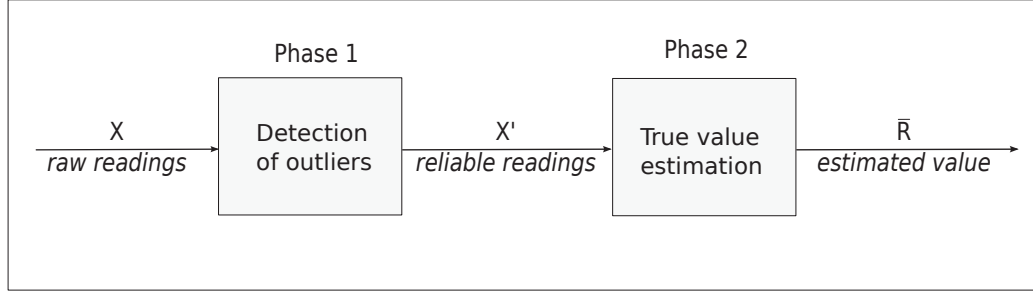 Phase 1
Phase 2
X
raw readings
Detection
of outliers
X'
reliable readings
True value
estimation
R̄
estimated value